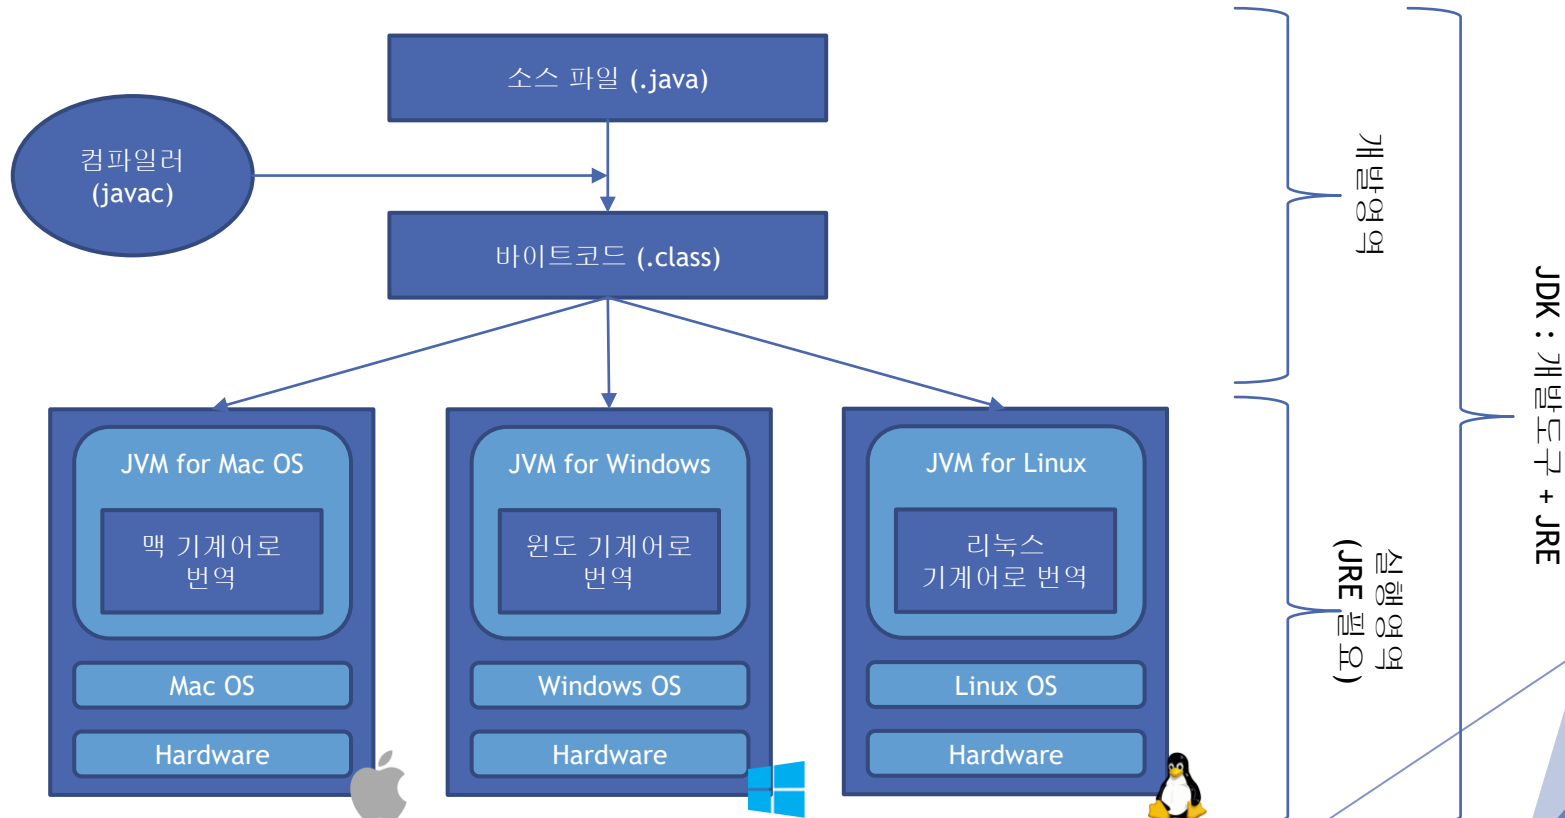 소스 파일 (.java)
컴파일러
(javac)
바이트코드 (.class)
JVM for Mac OS
맥 기계어로
번역
Mac OS
Hardware
JVM for Windows
윈도 기계어로
번역
Windows OS
Hardware
JVM for Linux
리눅스
기계어로 번역
Linux OS
Hardware
개발영역
실행영역
(JRE 필요)
JDK : 개발도구 + JRE